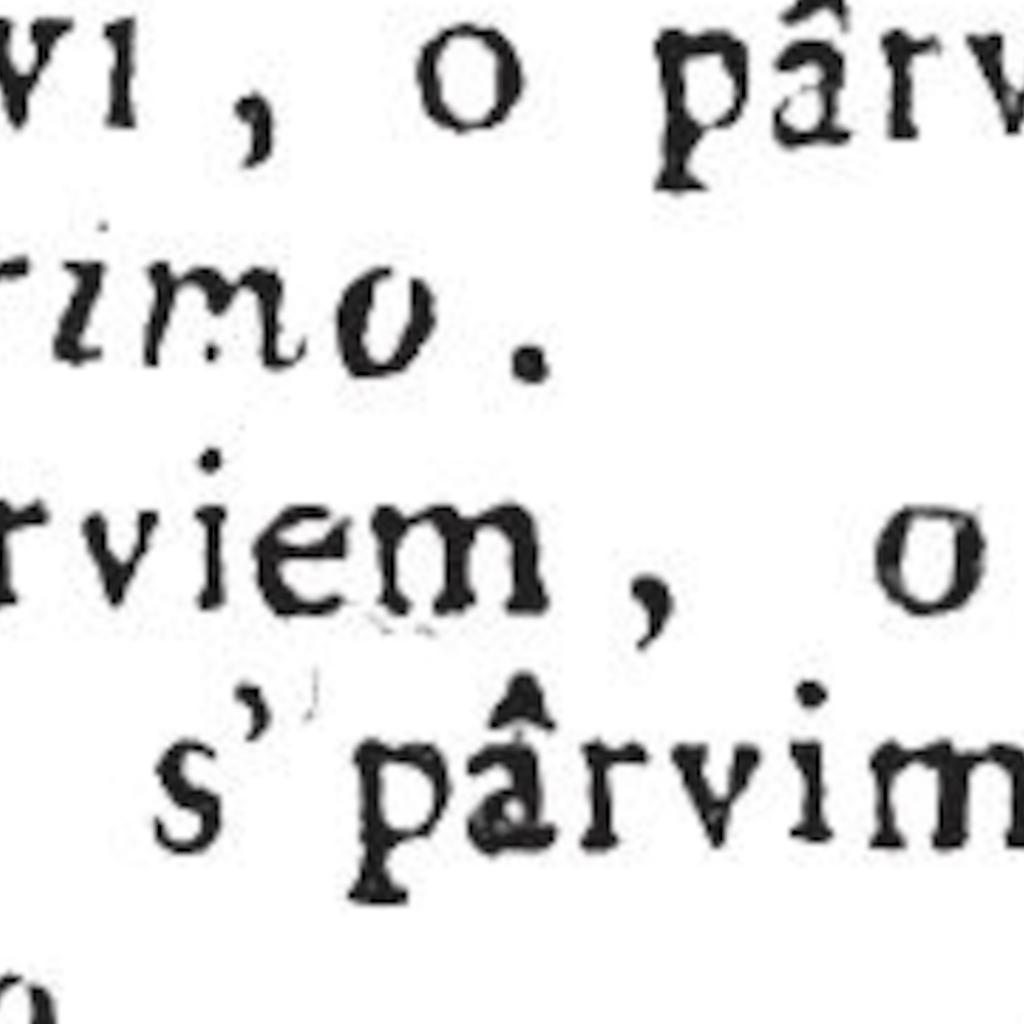 vi, o pârv
rimo.
rviem, o
s'pârvim